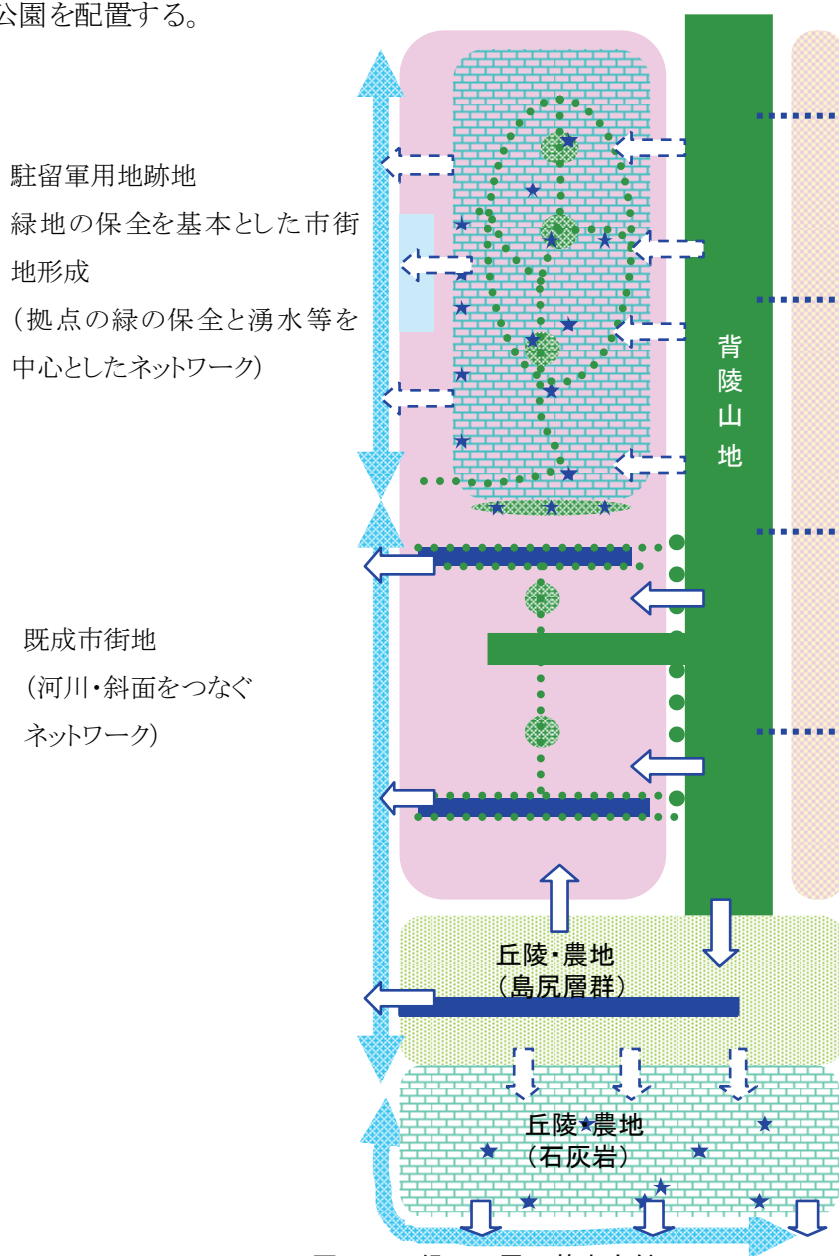 公園を配置する。
駐留軍用地跡地
緑地の保全を基本とした市街
地形成
（拠点の緑の保全と湧水等を
中心としたネットワーク）
背陵山地
既成市街地
（河川・斜面をつなぐ
ネットワーク）
丘陵・農地
（島尻層群）
丘陵・農地
（石灰岩）